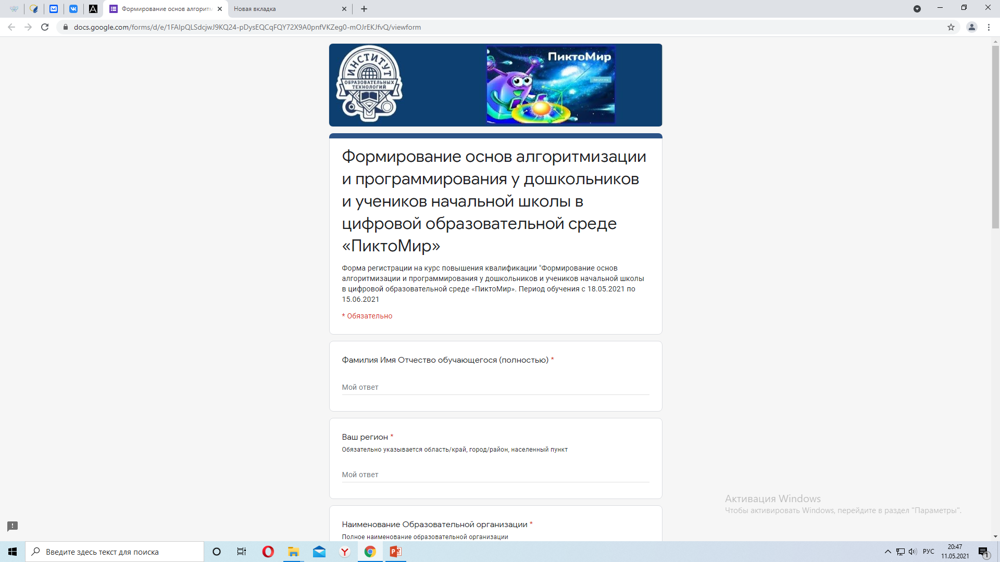 Формирование основ алгоритм
Новая вкладка
docs.google.com/forms/d/e/1FAIpQLSdcjwJ9KQ24-pDysEQCqFQY72X9A0pnfVKZeg0-mOJrEKJfvQ/viewform
ИНСТИТУТ
ОБРАЗОВАТЕЛЬНЫХ
ТЕХНОЛОГИЙ
ПиктоМир
Формирование основ алгоритмизации
и программирования у дошкольников
и учеников начальной школы в
цифровой образовательной среде
«ПиктоМир»
Форма регистрации на курс повышения квалификации "Формирование основ
алгоритмизации и программирования у дошкольников и учеников начальной школы
в цифровой образовательной среде «ПиктоМир». Период обучения с 18.05.2021 по
15.06.2021
* Обязательно
Фамилия Имя Отчество обучающегося (полностью) *
Мой ответ
Ваш регион *
Обязательно указывается область/край, город/район, населенный пункт
Мой ответ
Наименование Образовательной организации *
Полное наименование образовательной организации
Активация Windows
Чтобы активировать Windows, перейдите в раздел "Параметры".
Введите здесь текст для поиска
РУС
20:47
11.05.2021
1